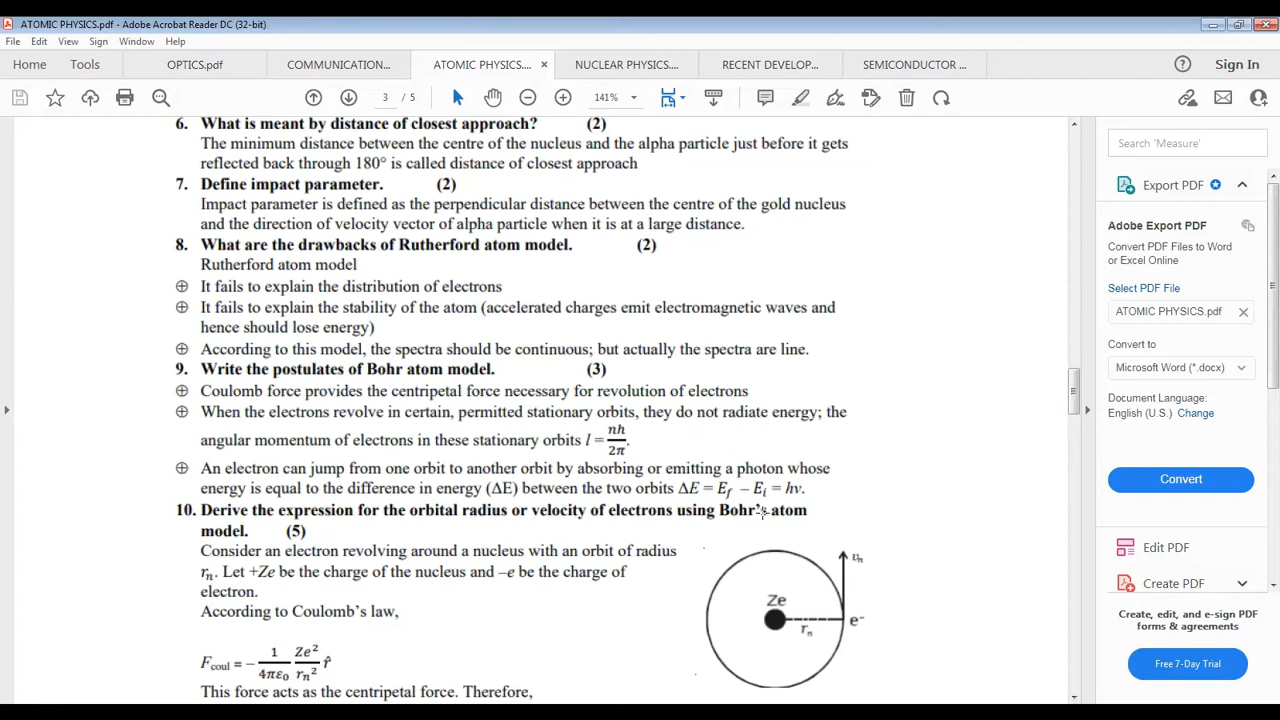 ATOMIC PHYSICS.pdf - Adobe Acrobat Reader DC (32-bit)
File Edit View Sign Window Help
Home Tools OPTICS.pdf COMMUNICATION... ATOMIC PHYSICS.... × NUCLEAR PHYSICS.... RECENT DEVELOP... SEMICONDUCTOR ... Sign In
3 / 5 141%
6. What is meant by distance of closest approach? (2)
The minimum distance between the centre of the nucleus and the alpha particle just before it gets
reflected back through 180° is called distance of closest approach
7. Define impact parameter. (2)
Impact parameter is defined as the perpendicular distance between the centre of the gold nucleus
and the direction of velocity vector of alpha particle when it is at a large distance.
8. What are the drawbacks of Rutherford atom model. (2)
Rutherford atom model
⊕ It fails to explain the distribution of electrons
⊕ It fails to explain the stability of the atom (accelerated charges emit electromagnetic waves and
hence should lose energy)
⊕ According to this model, the spectra should be continuous; but actually the spectra are line.
9. Write the postulates of Bohr atom model. (3)
⊕ Coulomb force provides the centripetal force necessary for revolution of electrons
⊕ When the electrons revolve in certain, permitted stationary orbits, they do not radiate energy; the
angular momentum of electrons in these stationary orbits l = nh/2π.
⊕ An electron can jump from one orbit to another orbit by absorbing or emitting a photon whose
energy is equal to the difference in energy (ΔE) between the two orbits ΔE = E_f − E_i = hν.
10. Derive the expression for the orbital radius or velocity of electrons using Bohr's atom
model. (5)
Consider an electron revolving around a nucleus with an orbit of radius
r_n. Let +Ze be the charge of the nucleus and –e be the charge of
electron.
According to Coulomb's law,
F_coul = − 1/4πε₀ Ze²/r_n² r̂
This force acts as the centripetal force. Therefore,
v_n
Ze
r_n
e⁻
Search 'Measure'
Export PDF
Adobe Export PDF
Convert PDF Files to Word
or Excel Online
Select PDF File
ATOMIC PHYSICS.pdf ×
Convert to
Microsoft Word (*.docx)
Document Language:
English (U.S.) Change
Convert
Edit PDF
Create PDF
Create, edit, and e-sign PDF
forms & agreements
Free 7-Day Trial